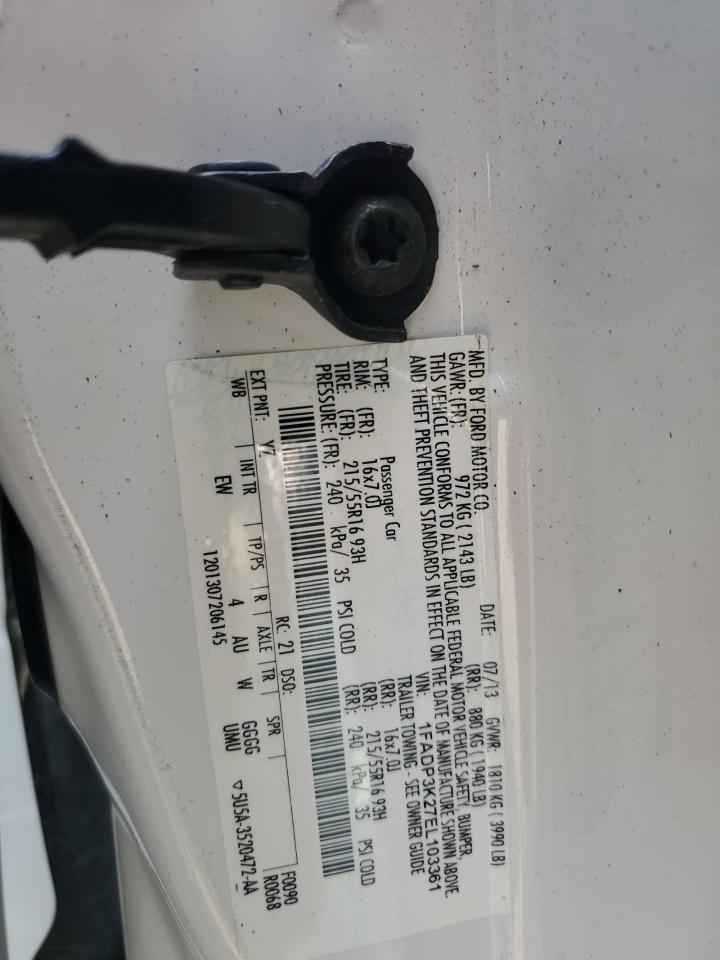 MFD. BY FORD MOTOR CO.
DATE: 07/13 GVWR: 1810 KG ( 3990 LB)
GAWR: (FR): 972 KG ( 2143 LB) (RR): 880 KG ( 1940 LB)
THIS VEHICLE CONFORMS TO ALL APPLICABLE FEDERAL MOTOR VEHICLE SAFETY, BUMPER,
AND THEFT PREVENTION STANDARDS IN EFFECT ON THE DATE OF MANUFACTURE SHOWN ABOVE.
VIN: 1FADP3K27EL103361
TYPE: Passenger Car TRAILER TOWING - SEE OWNER GUIDE
RIM: (FR): 16x7.0J (RR): 16x7.0J
TIRE: (FR): 215/55R16 93H (RR): 215/55R16 93H
PRESSURE: (FR): 240 kPa/ 35 PSI COLD (RR): 240 kPa/ 35 PSI COLD
EXT PNT: YZ RC: 21 DSO: F0090
R0068
WB INT TR TP/PS R AXLE TR SPR
EW 4 AU W GGGG
UMU
1201307206145 5U5A-3520472-AA